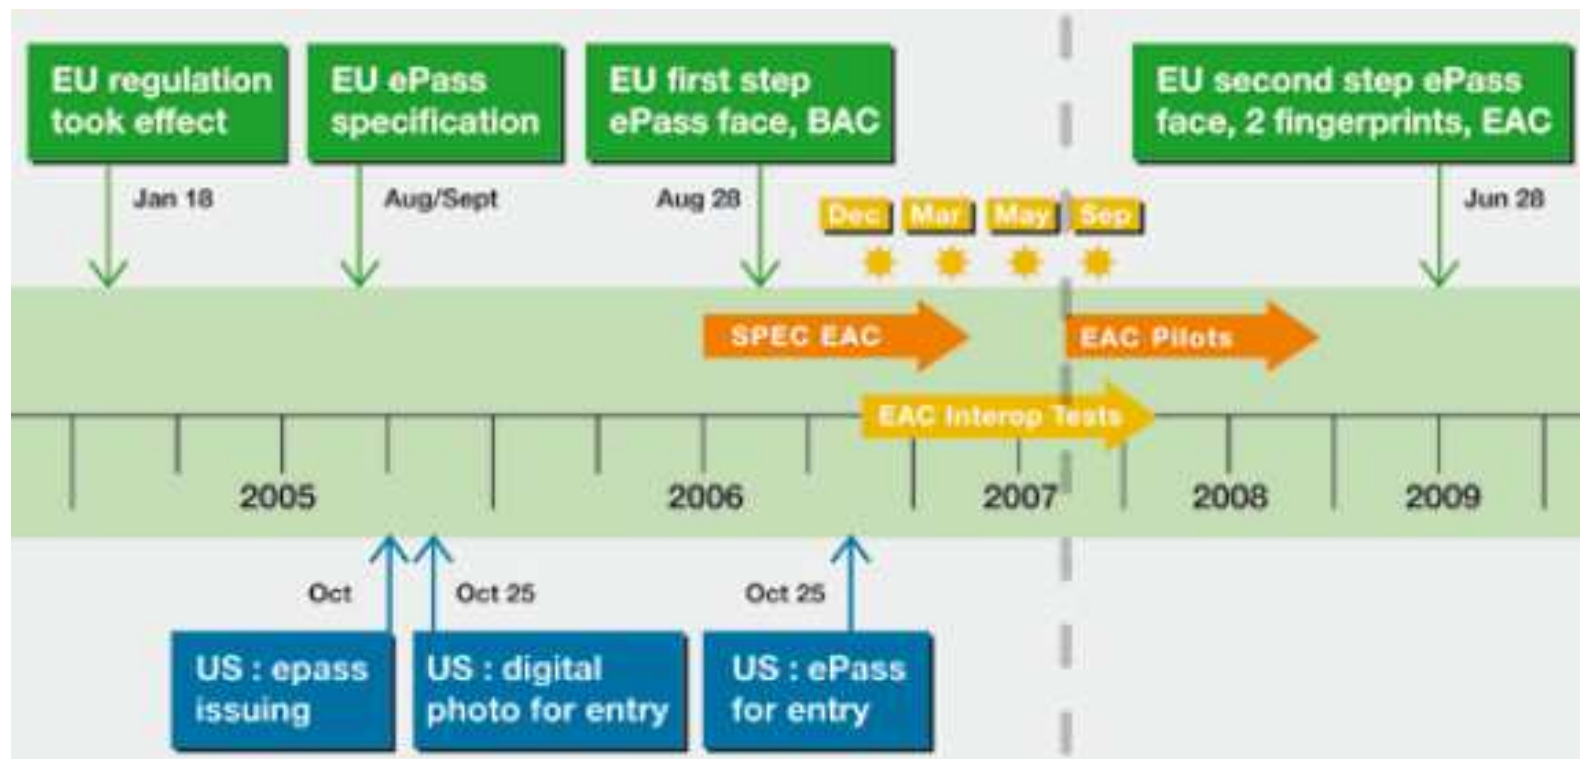 EU regulation
took effect
EU ePass
specification
EU first step
ePass face, BAC
EU second step ePass
face, 2 fingerprints, EAC
Jan 18
Aug/Sept
Aug 28
Dec
Mar
May
Sep
Jun 28
SPEC EAC
EAC Pilots
EAC Interop Tests
2005
2006
2007
2008
2009
Oct
Oct 25
Oct 25
US : epass
issuing
US : digital
photo for entry
US : ePass
for entry